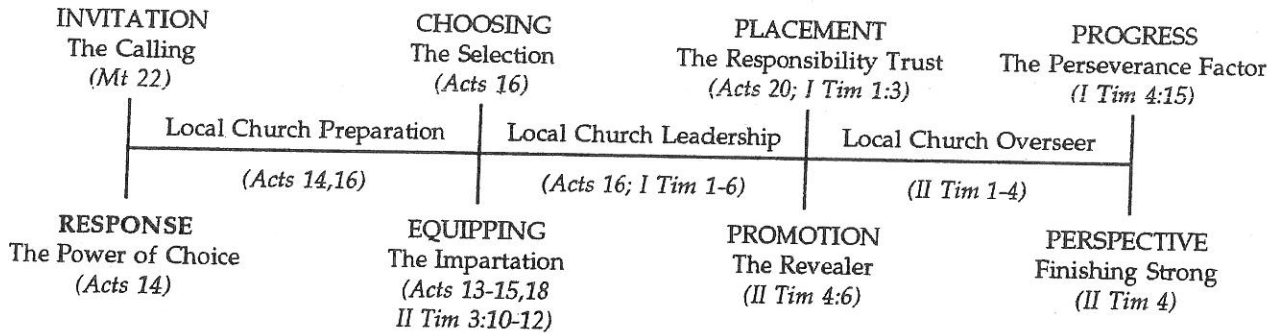 INVITATION
The Calling
(Mt 22)
CHOOSING
The Selection
(Acts 16)
PLACEMENT
The Responsibility Trust
(Acts 20; I Tim 1:3)
PROGRESS
The Perseverance Factor
(I Tim 4:15)
Local Church Preparation
Local Church Leadership
Local Church Overseer
(Acts 14,16)
(Acts 16; I Tim 1-6)
(II Tim 1-4)
RESPONSE
The Power of Choice
(Acts 14)
EQUIPPING
The Impartation
(Acts 13-15,18
II Tim 3:10-12)
PROMOTION
The Revealer
(II Tim 4:6)
PERSPECTIVE
Finishing Strong
(II Tim 4)